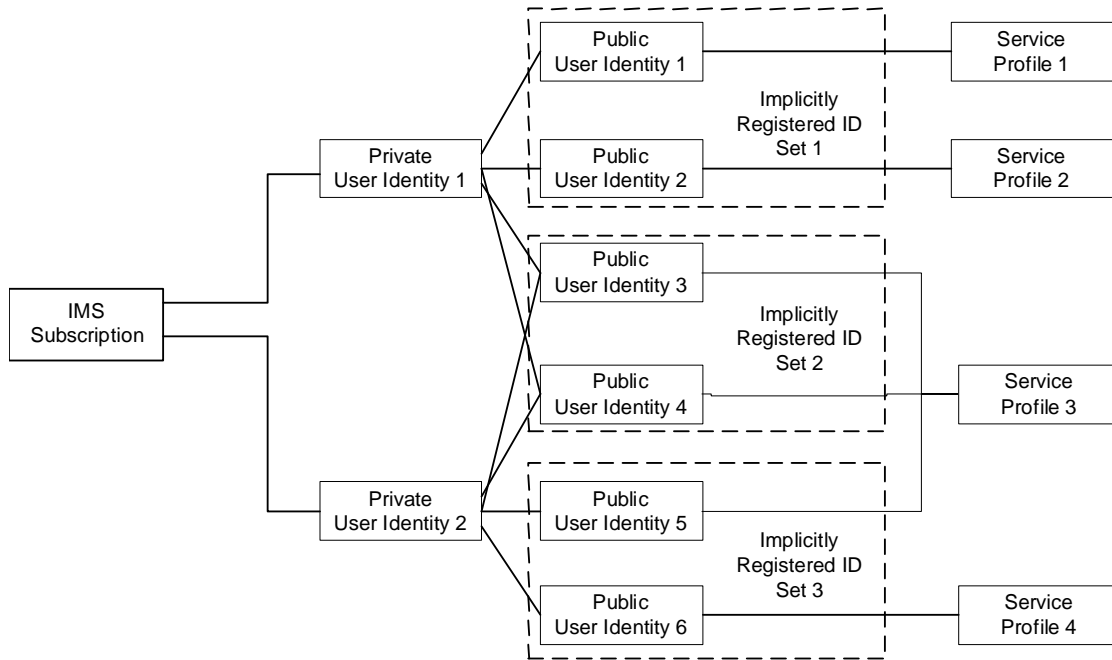 IMS
Subscription
Private
User Identity 1
Private
User Identity 2
Public
User Identity 1
Public
User Identity 2
Implicitly
Registered ID
Set 1
Public
User Identity 3
Public
User Identity 4
Implicitly
Registered ID
Set 2
Public
User Identity 5
Public
User Identity 6
Implicitly
Registered ID
Set 3
Service
Profile 1
Service
Profile 2
Service
Profile 3
Service
Profile 4